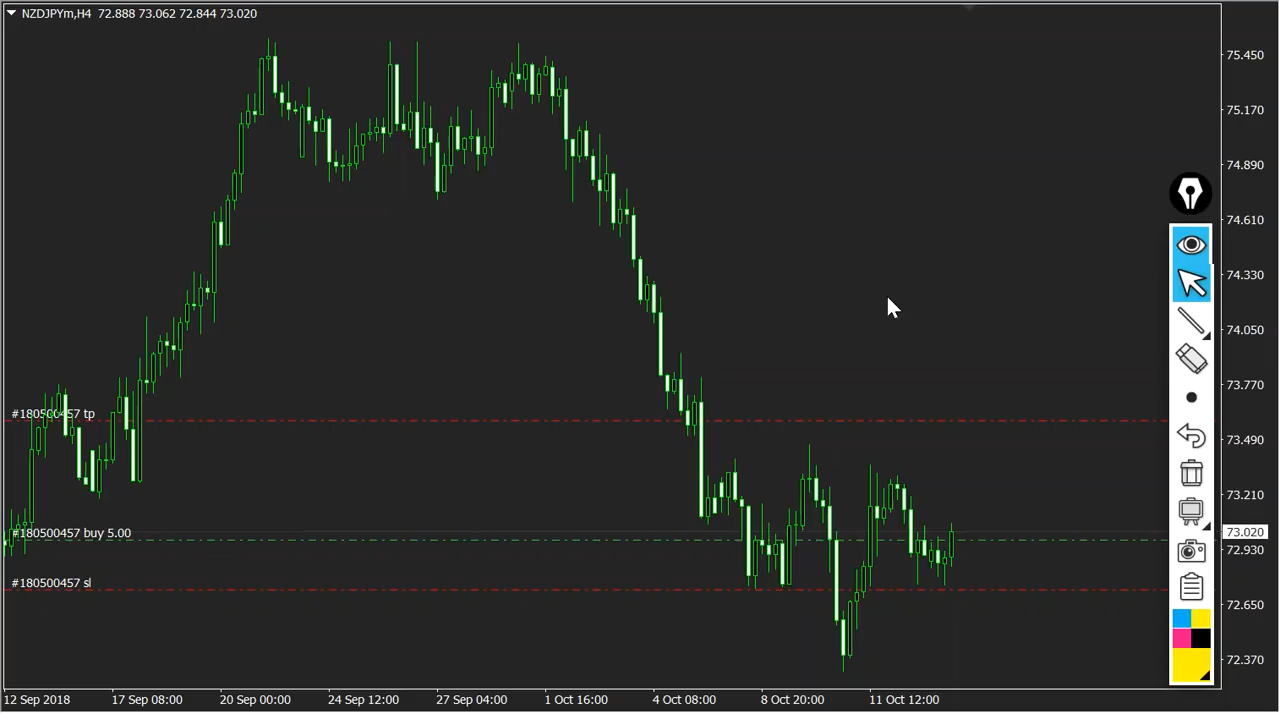 NZDJPYm,H4 72.888 73.062 72.844 73.020
75.450
75.170
74.890
74.610
74.330
74.050
73.770
#180500457 tp
73.490
73.210
#180500457 buy 5.00
73.020
72.930
#180500457 sl
72.650
72.370
12 Sep 2018 17 Sep 08:00 20 Sep 00:00 24 Sep 12:00 27 Sep 04:00 1 Oct 16:00 4 Oct 08:00 8 Oct 20:00 11 Oct 12:00